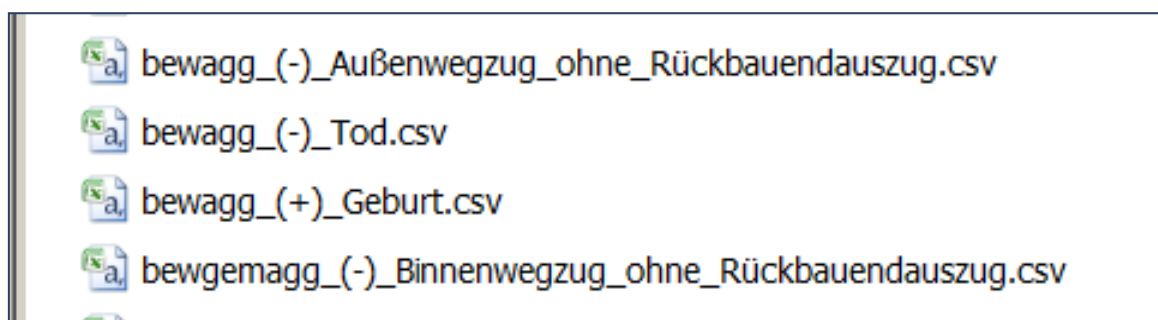 bewagg_(-)_Außenwegzug_ohne_Rückbauendauszug.csv
bewagg_(-)_Tod.csv
bewagg_(+)_Geburt.csv
bewgemagg_(-)_Binnenwegzug_ohne_Rückbauendauszug.csv